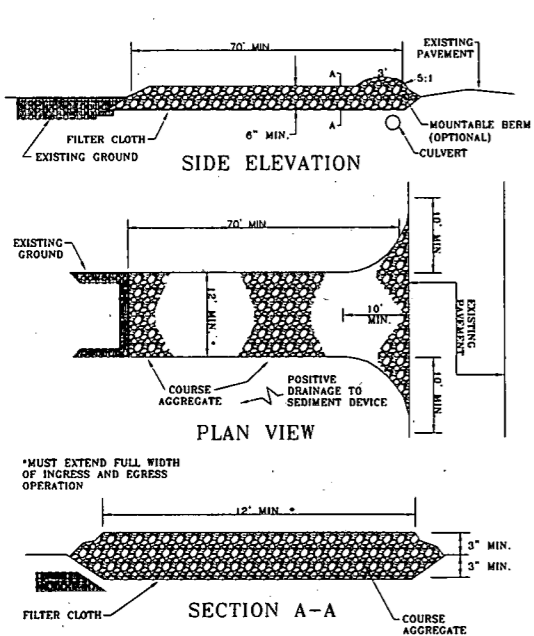 70' MIN
EXISTING
PAVEMENT
A
3'
5:1
FILTER CLOTH
6" MIN.
A
MOUNTABLE BERM
(OPTIONAL)
EXISTING GROUND
CULVERT
SIDE ELEVATION
70' MIN
10' MIN
EXISTING
GROUND
12' MIN *
10'
MIN.
EXISTING
PAVEMENT
10' MIN
COURSE
AGGREGATE
POSITIVE
DRAINAGE TO
SEDIMENT DEVICE
PLAN VIEW
*MUST EXTEND FULL WIDTH
OF INGRESS AND EGRESS
OPERATION
12' MIN. *
3" MIN.
3" MIN.
FILTER CLOTH
SECTION A-A
COURSE
AGGREGATE